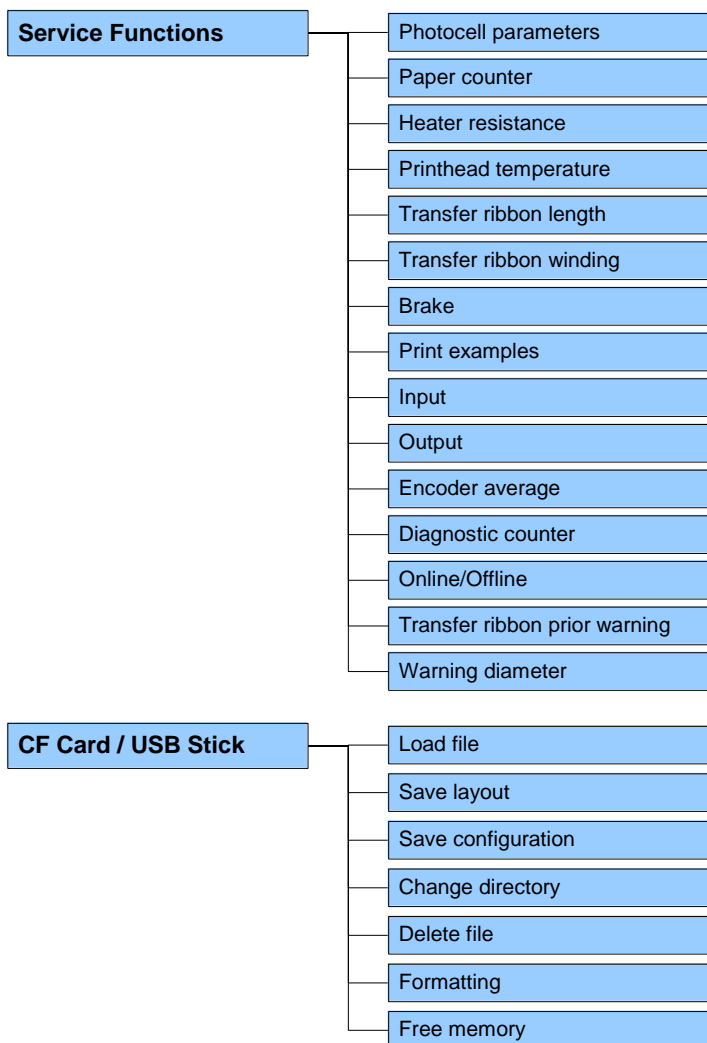 Service Functions
Photocell parameters
Paper counter
Heater resistance
Printhead temperature
Transfer ribbon length
Transfer ribbon winding
Brake
Print examples
Input
Output
Encoder average
Diagnostic counter
Online/Offline
Transfer ribbon prior warning
Warning diameter
CF Card / USB Stick
Load file
Save layout
Save configuration
Change directory
Delete file
Formatting
Free memory